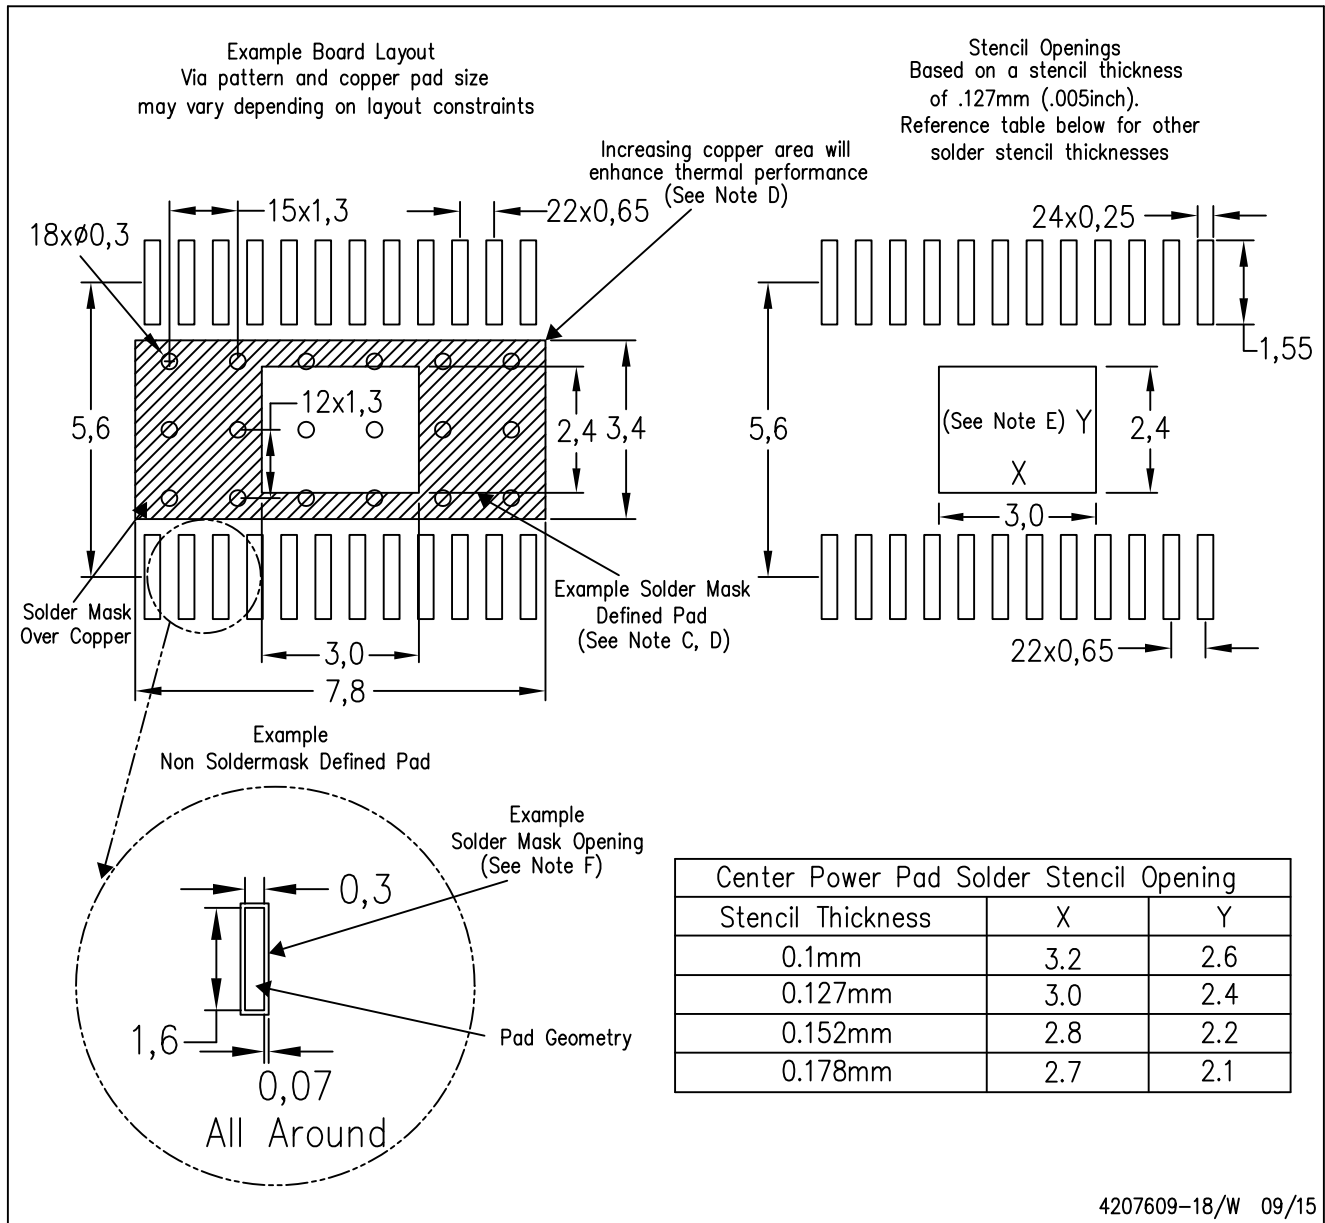 Example Board Layout
Via pattern and copper pad size
may vary depending on layout constraints
Stencil Openings
Based on a stencil thickness
of .127mm (.005inch).
Reference table below for other
solder stencil thicknesses
Increasing copper area will
enhance thermal performance
(See Note D)
15x1,3
22x0,65
18xø0,3
5,6
12x1,3
2,4
3,4
Solder Mask
Over Copper
Example Solder Mask
Defined Pad
(See Note C, D)
3,0
7,8
24x0,25
1,55
5,6
(See Note E)
Y
X
2,4
3,0
22x0,65
Example
Non Soldermask Defined Pad
Example
Solder Mask Opening
(See Note F)
0,3
1,6
Pad Geometry
0,07
All Around
Center Power Pad Solder Stencil Opening
Stencil Thickness X Y
0.1mm 3.2 2.6
0.127mm 3.0 2.4
0.152mm 2.8 2.2
0.178mm 2.7 2.1
4207609-18/W 09/15